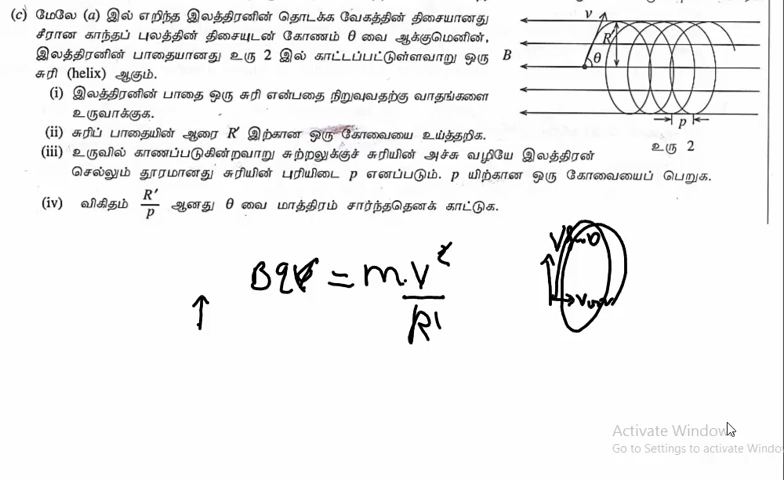 (c) மேலே (a) இல் எறிந்த இலத்திரனின் தொடக்க வேகத்தின் திசையானது
சீரான காந்தப் புலத்தின் திசையுடன் கோணம் θ வை ஆக்குமெனின்,
இலத்திரனின் பாதையானது உரு 2 இல் காட்டப்பட்டுள்ளவாறு ஒரு
சுரி (helix) ஆகும்.
(i) இலத்திரனின் பாதை ஒரு சுரி என்பதை நிறுவுவதற்கு வாதங்களை
உருவாக்குக.
(ii) சுரிப் பாதையின் ஆரை R′ இற்கான ஒரு கோவையை உய்த்தறிக.
(iii) உருவில் காணப்படுகின்றவாறு சுற்றலுக்குச் சுரியின் அச்சு வழியே இலத்திரன்
செல்லும் தூரமானது சுரியின் புரியிடை p எனப்படும். p யிற்கான ஒரு கோவையைப் பெறுக.
(iv) விகிதம் R′/p ஆனது θ வை மாத்திரம் சார்ந்ததெனக் காட்டுக.
v
R′
B
θ
p
உரு 2
Bqv = m.v²
R′
Activate Windows
Go to Settings to activate Windo